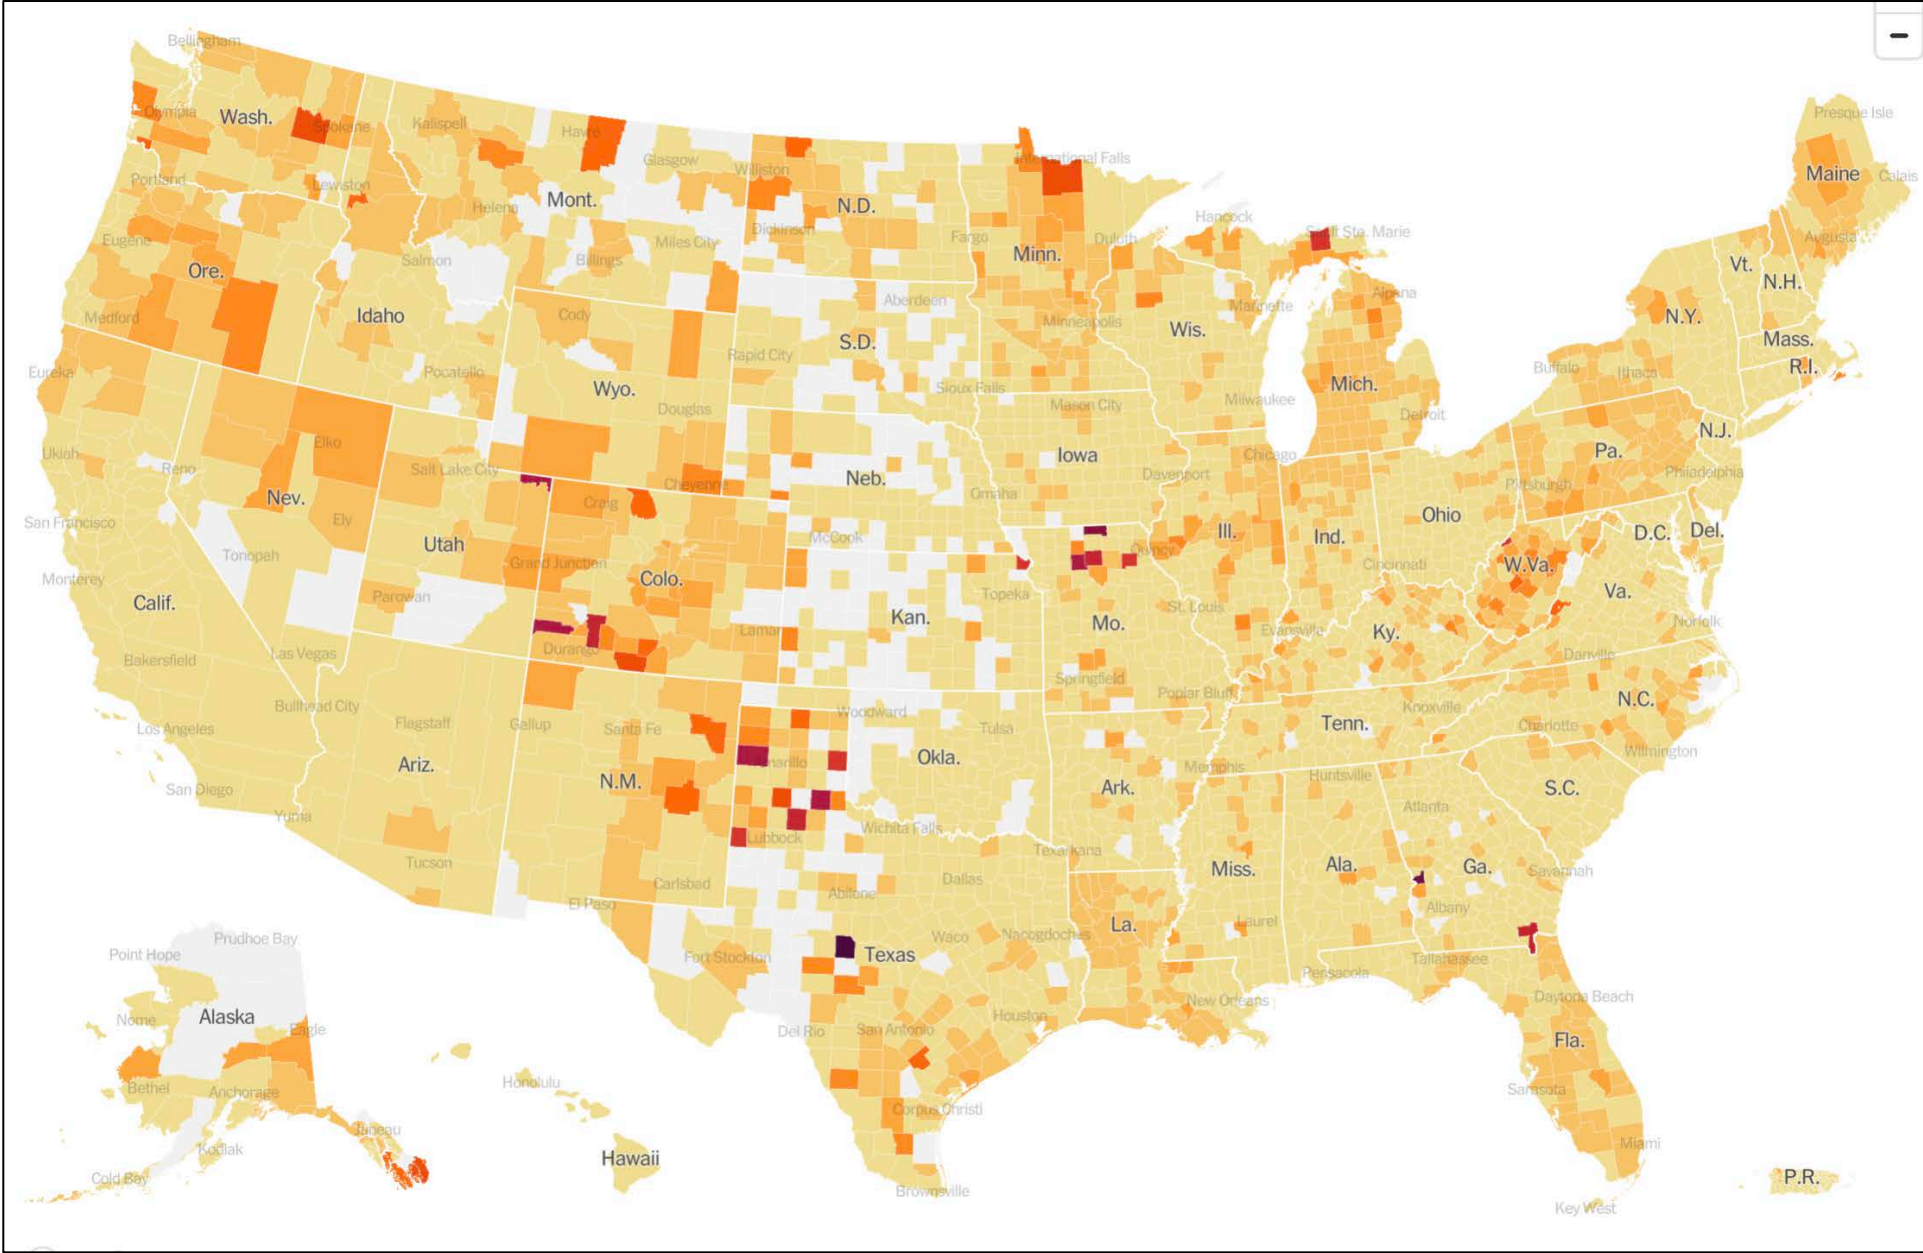 Bellingham
Presque Isle
Olympia
Wash.
Spokane
Kalispell
Havre
Glasgow
International Falls
Maine
Calais
Portland
Lewiston
Williston
Helena
Mont.
N.D.
Hancock
Dickinson
Fargo
Duluth
Sault Ste. Marie
Augusta
Eugene
Miles City
Minn.
Ore.
Salmon
Billings
Vt.
N.H.
Aberdeen
Marinette
Alpena
Medford
Idaho
Cody
Minneapolis
Wis.
N.Y.
S.D.
Mass.
Rapid City
Eureka
Pocatello
Buffalo
Ithaca
R.I.
Wyo.
Sioux Falls
Mich.
Douglas
Mason City
Milwaukee
Detroit
Elko
N.J.
Ukiah
Reno
Salt Lake City
Iowa
Chicago
Pa.
Cheyenne
Neb.
Davenport
Pittsburgh
Philadelphia
Nev.
Craig
Omaha
San Francisco
Ely
Ohio
Ill.
Ind.
D.C.
Del.
Tonopah
Utah
McCook
Quincy
Grand Junction
Cincinnati
W.Va.
Monterey
Colo.
Parowan
Topeka
Va.
Calif.
Kan.
Mo.
St. Louis
Norfolk
Lamar
Evansville
Ky.
Bakersfield
Las Vegas
Durango
Danville
Springfield
Poplar Bluff
Bullhead City
N.C.
Los Angeles
Flagstaff
Gallup
Santa Fe
Woodward
Tulsa
Tenn.
Knoxville
Charlotte
Wilmington
Ariz.
Amarillo
Okla.
Memphis
Huntsville
San Diego
N.M.
Ark.
S.C.
Yuma
Atlanta
Lubbock
Wichita Falls
Texarkana
Tucson
Carlsbad
Abilene
Dallas
Miss.
Ala.
Ga.
Savannah
El Paso
Albany
Laurel
La.
Prudhoe Bay
Point Hope
Fort Stockton
Texas
Waco
Nacogdoches
Pensacola
Tallahassee
Daytona Beach
New Orleans
Nome
Alaska
Eagle
Del Rio
San Antonio
Houston
Fla.
Bethel
Anchorage
Honolulu
Sarasota
Corpus Christi
Juneau
Kodiak
Hawaii
Miami
Cold Bay
Brownsville
P.R.
Key West